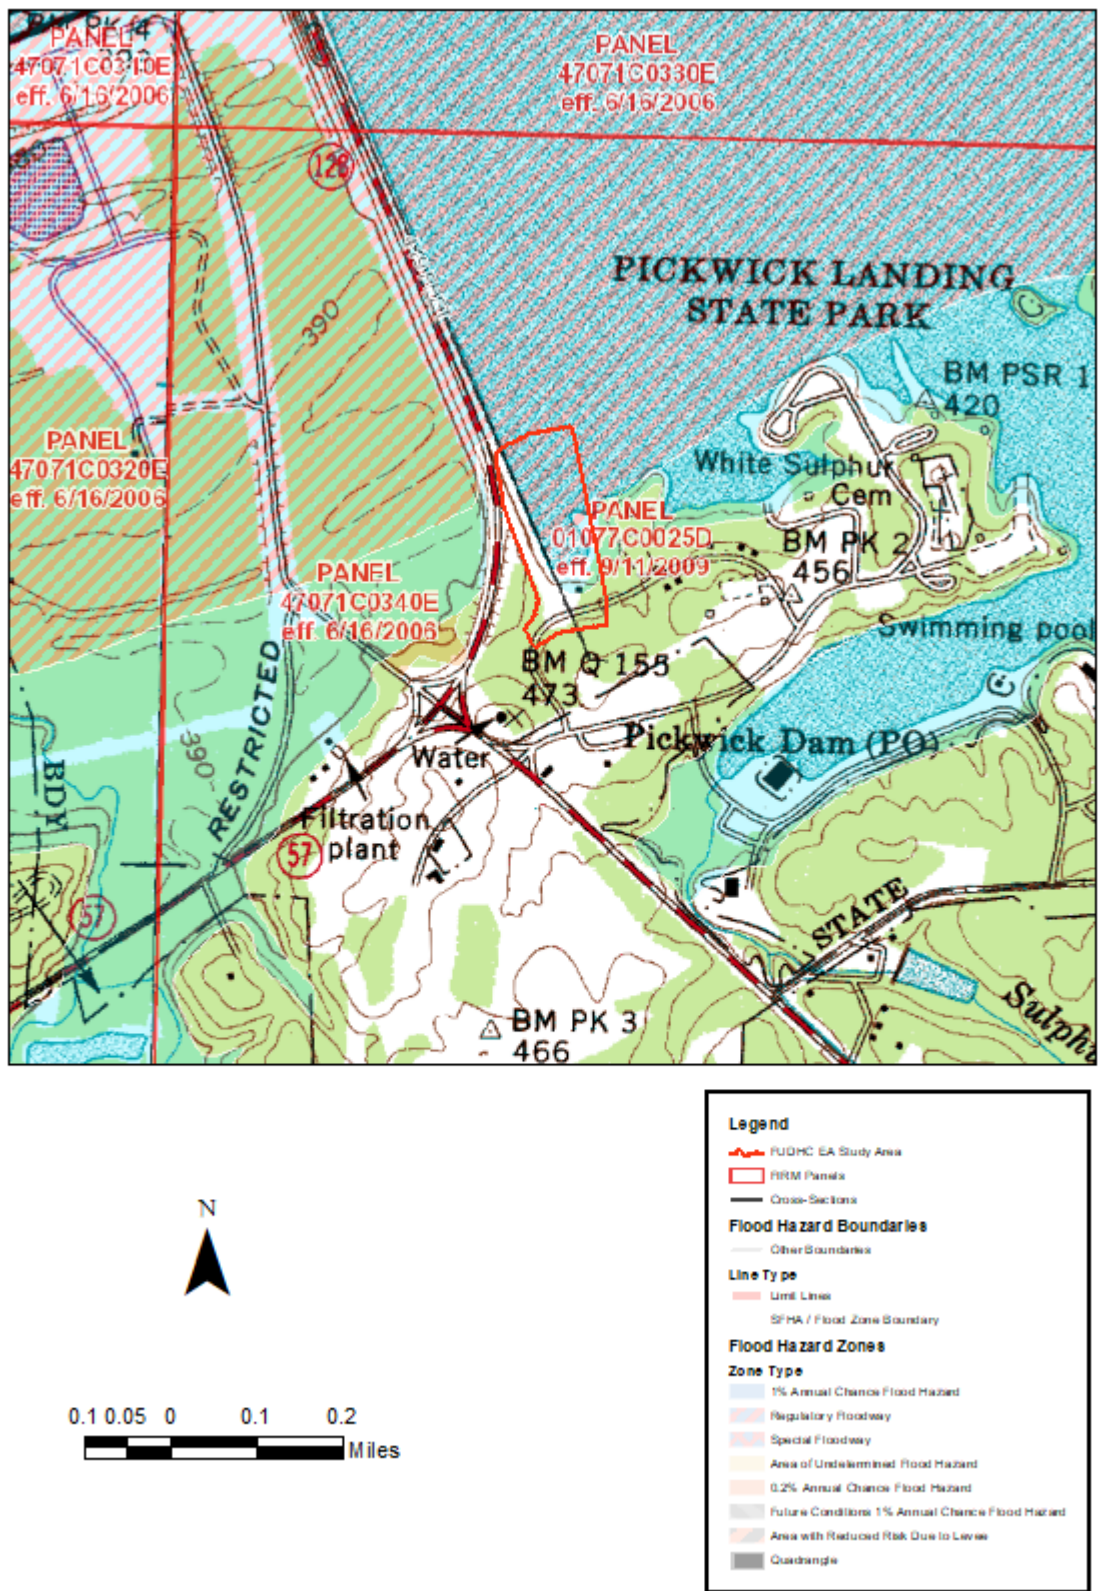 BM PK 4
PANEL
47071C0310E
eff. 6/16/2006
PANEL
47071C0330E
eff. 6/16/2006
128
390
PICKWICK LANDING
STATE PARK
BM PSR 1
420
PANEL
47071C0320E
eff. 6/16/2006
White Sulphur
Cem
PANEL
01077C0025D
eff. 9/11/2009
BM PK 2
456
PANEL
47071C0340E
eff. 6/16/2006
Swimming pool
BM Q 155
473
RESTRICTED
390
BDY
Water
Pickwick Dam (PO)
Filtration
plant
57
57
STATE
BM PK 3
466
Sulphu
Legend
FUDHC EA Study Area
FIRM Panels
Cross-Sections
Flood Hazard Boundaries
Other Boundaries
Line Type
Limit Lines
SFHA / Flood Zone Boundary
Flood Hazard Zones
Zone Type
1% Annual Chance Flood Hazard
Regulatory Floodway
Special Floodway
Area of Undetermined Flood Hazard
0.2% Annual Chance Flood Hazard
Future Conditions 1% Annual Chance Flood Hazard
Area with Reduced Risk Due to Levee
Quadrangle
N
0.1 0.05 0 0.1 0.2
Miles